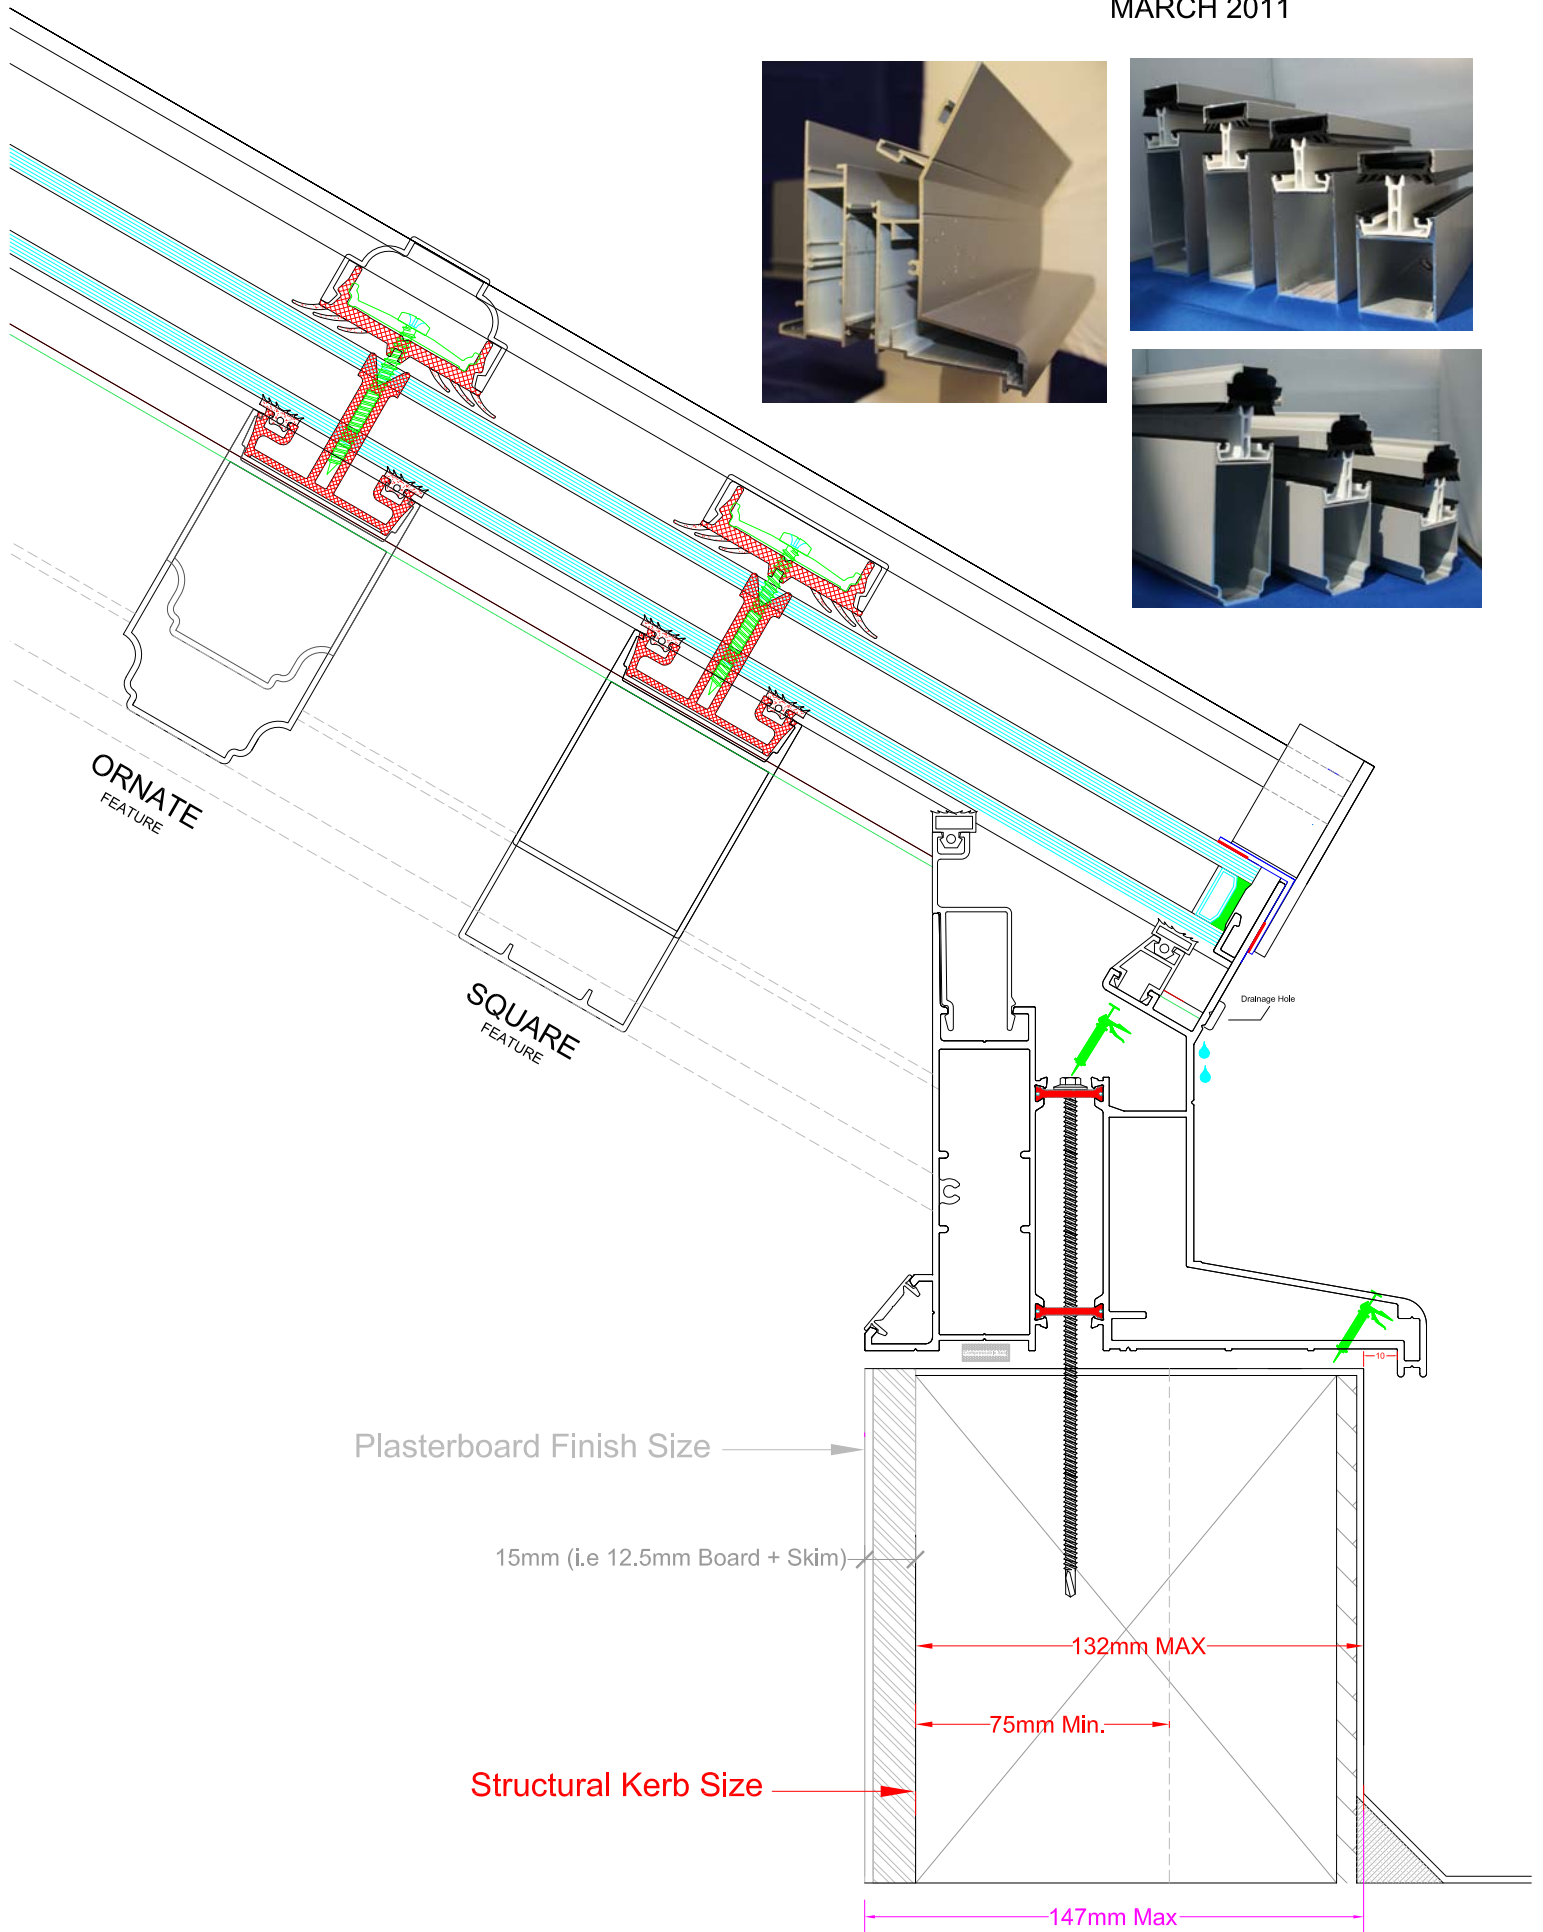 MARCH 2011
ORNATE
FEATURE
SQUARE
FEATURE
Drainage Hole
10
Plasterboard Finish Size
15mm (i.e 12.5mm Board + Skim)
132mm MAX
75mm Min.
Structural Kerb Size
147mm Max